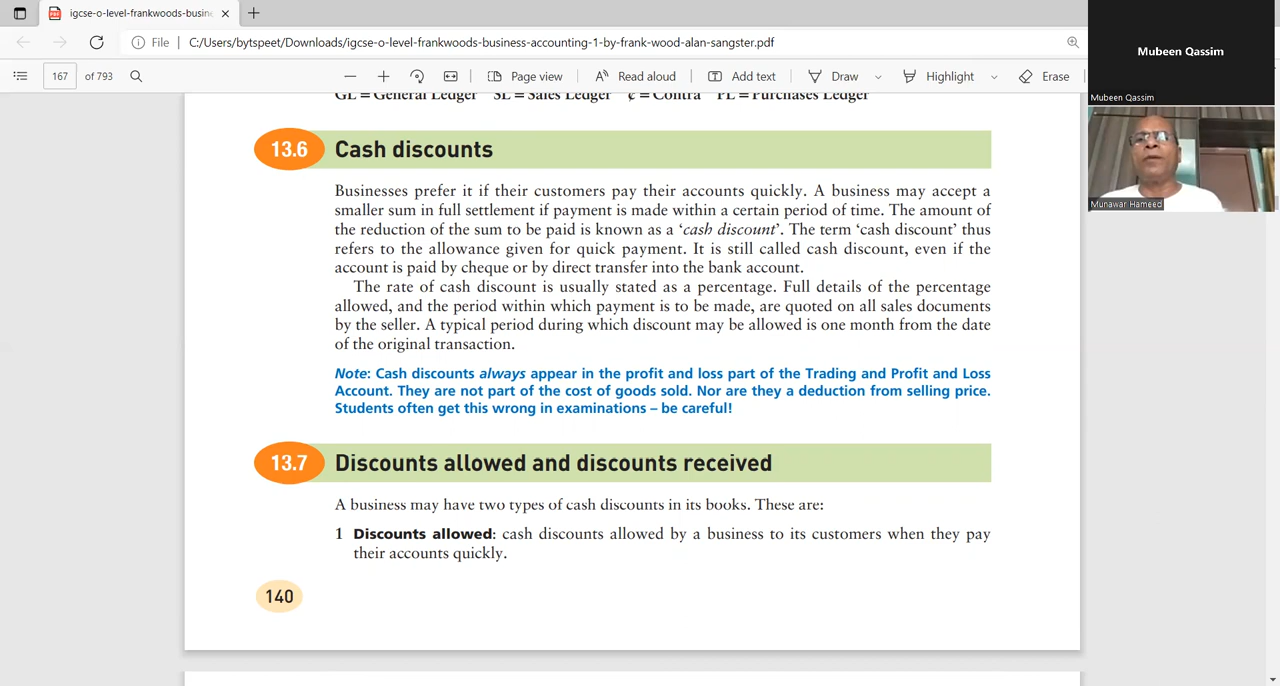 igcse-o-level-frankwoods-busin
File C:/Users/bytspeet/Downloads/igcse-o-level-frankwoods-business-accounting-1-by-frank-wood-alan-sangster.pdf
167 of 793 Page view Read aloud Add text Draw Highlight Erase
Mubeen Qassim
Mubeen Qassim
Munawar Hameed
GL = General Ledger SL = Sales Ledger ¢ = Contra PL = Purchases Ledger
13.6 Cash discounts
Businesses prefer it if their customers pay their accounts quickly. A business may accept a
smaller sum in full settlement if payment is made within a certain period of time. The amount of
the reduction of the sum to be paid is known as a ‘cash discount’. The term ‘cash discount’ thus
refers to the allowance given for quick payment. It is still called cash discount, even if the
account is paid by cheque or by direct transfer into the bank account.
The rate of cash discount is usually stated as a percentage. Full details of the percentage
allowed, and the period within which payment is to be made, are quoted on all sales documents
by the seller. A typical period during which discount may be allowed is one month from the date
of the original transaction.
Note: Cash discounts always appear in the profit and loss part of the Trading and Profit and Loss
Account. They are not part of the cost of goods sold. Nor are they a deduction from selling price.
Students often get this wrong in examinations – be careful!
13.7 Discounts allowed and discounts received
A business may have two types of cash discounts in its books. These are:
1 Discounts allowed: cash discounts allowed by a business to its customers when they pay
their accounts quickly.
140